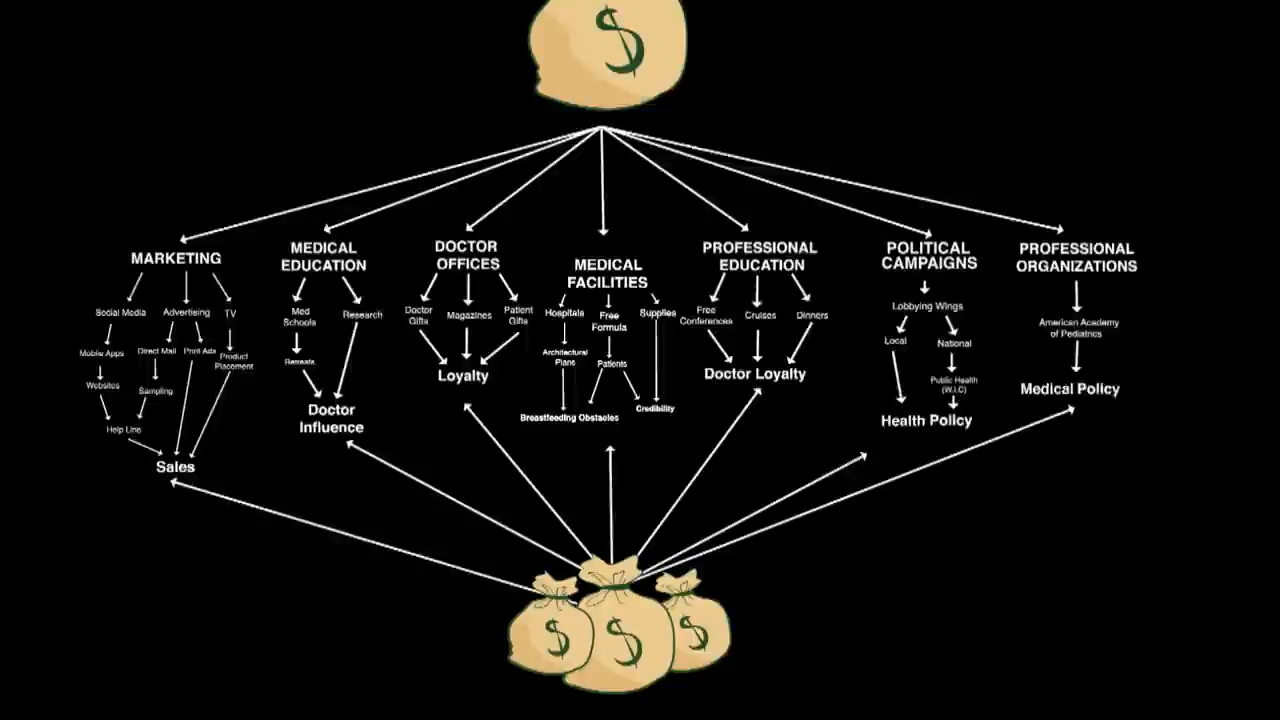 $
MARKETING
Social Media
Advertising
TV
Mobile Apps
Direct Mail
Print Ads
Product
Placement
Websites
Sampling
Help Line
Sales
MEDICAL
EDUCATION
Med
Schools
Research
Doctor
Influence
DOCTOR
OFFICES
Doctor
Gifts
Magazines
Patient
Gifts
Loyalty
MEDICAL
FACILITIES
Hospitals
Free
Formula
Supplies
Architectural
Plans
Patients
Breastfeeding Obstacles
Credibility
PROFESSIONAL
EDUCATION
Free
Conferences
Cruises
Dinners
Doctor Loyalty
POLITICAL
CAMPAIGNS
Lobbying Wings
Local
National
Public Health
(W.I.C)
Health Policy
PROFESSIONAL
ORGANIZATIONS
American Academy
of Pediatrics
Medical Policy
$
$
$